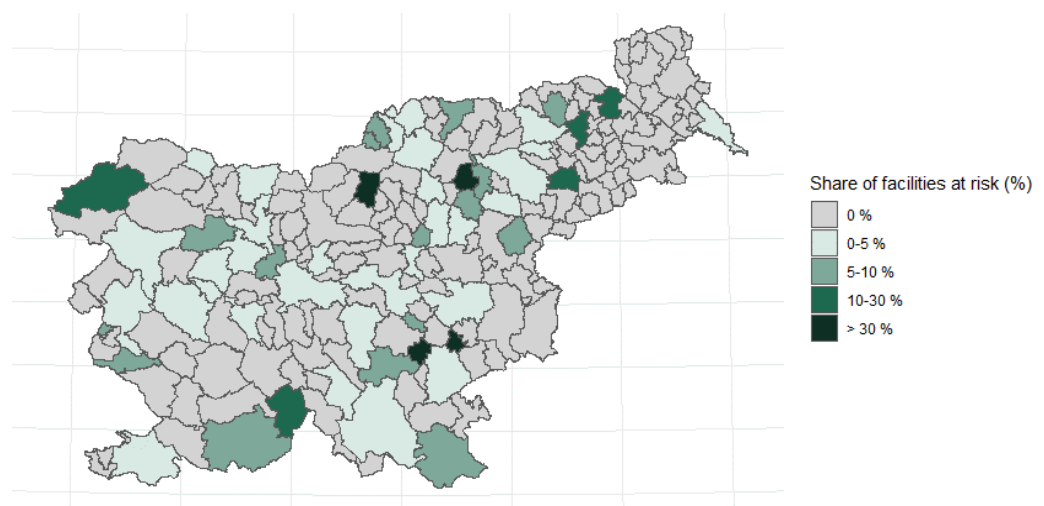 Share of facilities at risk (%)
0 %
0-5 %
5-10 %
10-30 %
> 30 %